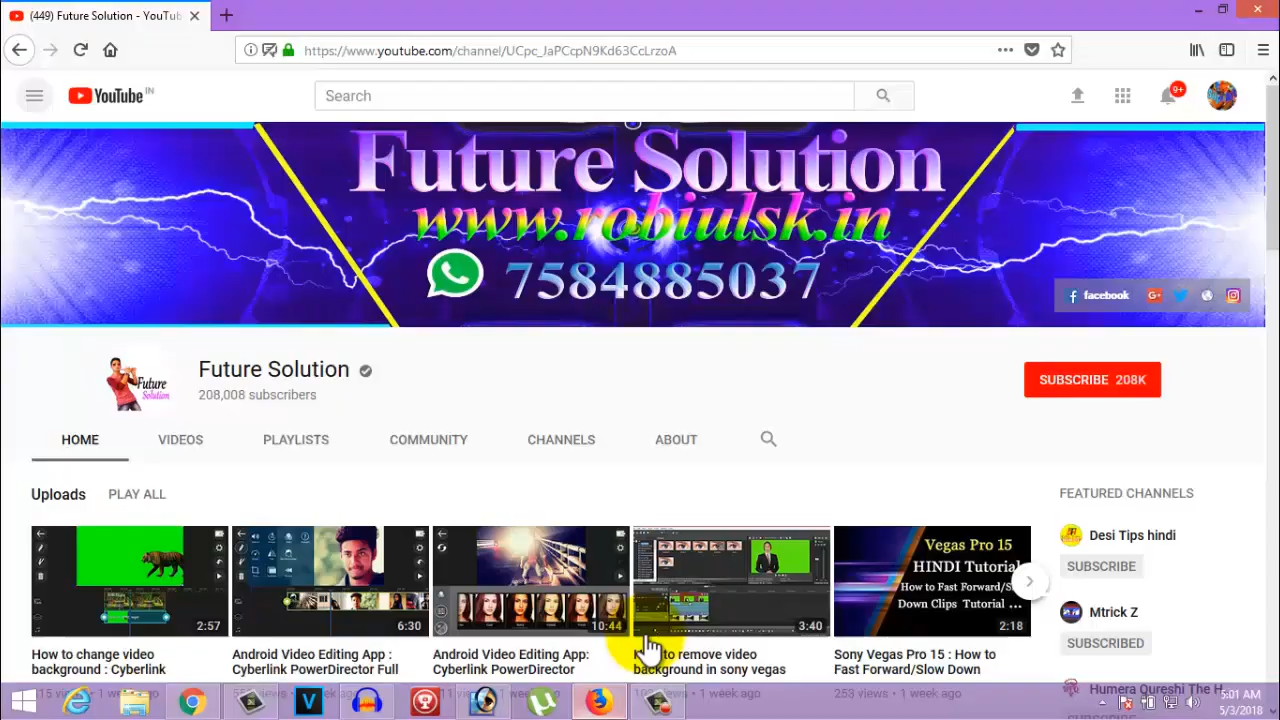 (449) Future Solution - YouTub
https://www.youtube.com/channel/UCpc_JaPCcpN9Kd63CcLrzoA
YouTube IN
Search
9+
Future Solution
www.robiulsk.in
7584885037
facebook
Future Solution
Future Solution
208,008 subscribers
SUBSCRIBE 208K
HOME VIDEOS PLAYLISTS COMMUNITY CHANNELS ABOUT
Uploads PLAY ALL
FEATURED CHANNELS
Desi Tips hindi
SUBSCRIBE
Mtrick Z
SUBSCRIBED
Humera Qureshi The H
Vegas Pro 15
HINDI Tutorial
How to Fast Forward/Slow
Down Clips Tutorial ...
2:57 6:30 10:44 3:40 2:18
How to change video
background : Cyberlink
Android Video Editing App :
Cyberlink PowerDirector Full
Android Video Editing App:
Cyberlink PowerDirector
to remove video
background in sony vegas
Sony Vegas Pro 15 : How to
Fast Forward/Slow Down
views • 1 week ago
253 views • 1 week ago
5:01 AM
5/3/2018